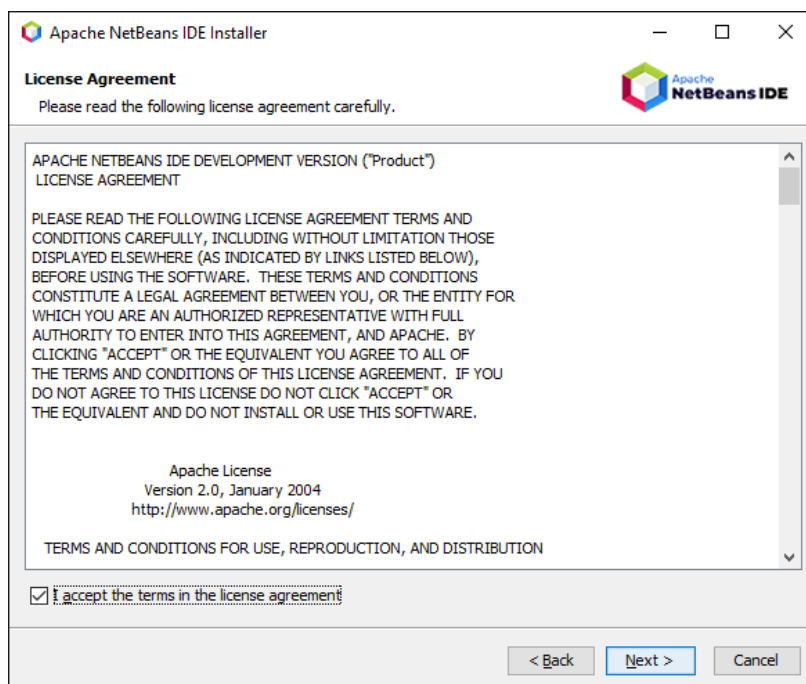 Apache NetBeans IDE Installer
License Agreement
Please read the following license agreement carefully.
Apache
NetBeans IDE
APACHE NETBEANS IDE DEVELOPMENT VERSION ("Product")
LICENSE AGREEMENT
PLEASE READ THE FOLLOWING LICENSE AGREEMENT TERMS AND
CONDITIONS CAREFULLY, INCLUDING WITHOUT LIMITATION THOSE
DISPLAYED ELSEWHERE (AS INDICATED BY LINKS LISTED BELOW),
BEFORE USING THE SOFTWARE.  THESE TERMS AND CONDITIONS
CONSTITUTE A LEGAL AGREEMENT BETWEEN YOU, OR THE ENTITY FOR
WHICH YOU ARE AN AUTHORIZED REPRESENTATIVE WITH FULL
AUTHORITY TO ENTER INTO THIS AGREEMENT, AND APACHE.  BY
CLICKING "ACCEPT" OR THE EQUIVALENT YOU AGREE TO ALL OF
THE TERMS AND CONDITIONS OF THIS LICENSE AGREEMENT.  IF YOU
DO NOT AGREE TO THIS LICENSE DO NOT CLICK "ACCEPT" OR
THE EQUIVALENT AND DO NOT INSTALL OR USE THIS SOFTWARE.
Apache License
Version 2.0, January 2004
http://www.apache.org/licenses/
TERMS AND CONDITIONS FOR USE, REPRODUCTION, AND DISTRIBUTION
I accept the terms in the license agreement
< Back
Next >
Cancel